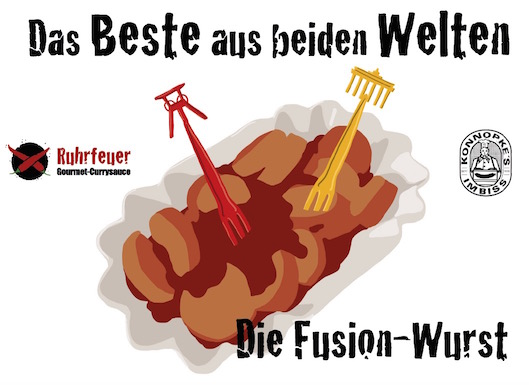 Das Beste aus beiden Welten
Ruhrfeuer
Gourmet-Currysauce
KONNOPKE'S
IMBISS
Die Fusion-Wurst